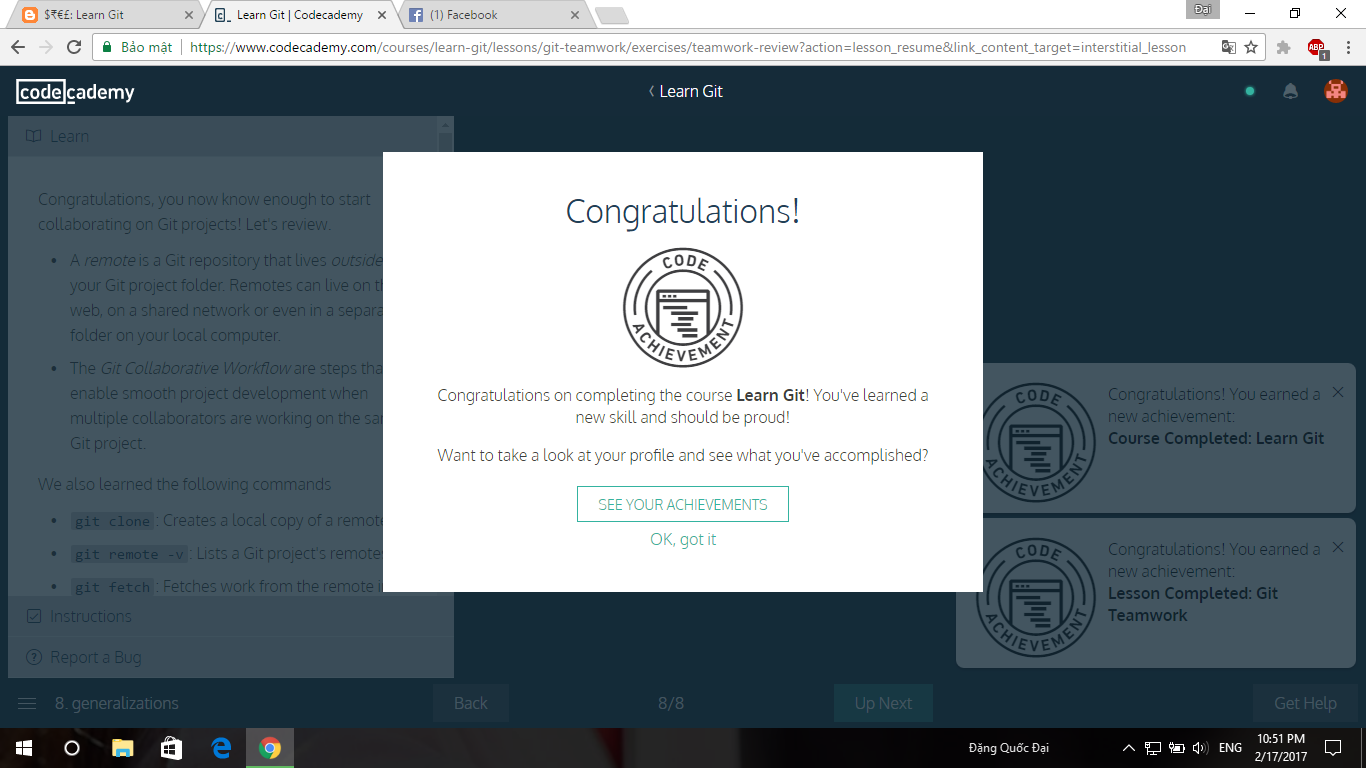 $₹€£: Learn Git
Learn Git | Codecademy
(1) Facebook
Đại
Bảo mật
https://www.codecademy.com/courses/learn-git/lessons/git-teamwork/exercises/teamwork-review?action=lesson_resume&link_content_target=interstitial_lesson
ABP
1
codecademy
Learn Git
Learn
Congratulations, you now know enough to start
collaborating on Git projects! Let's review.
• A remote is a Git repository that lives outside
your Git project folder. Remotes can live on
web, on a shared network or even in a
folder on your local computer.
• The Git Collaborative Workflow are steps
enable smooth project development when
multiple collaborators are working on the
Git project.
We also learned the following commands
• git clone: Creates a local copy of a remote
• git remote -v: Lists a Git project's remotes
• git fetch: Fetches work from the remote
Instructions
Report a Bug
Congratulations!
CODE
ACHIEVEMENT
Congratulations on completing the course Learn Git! You've learned a
new skill and should be proud!
Want to take a look at your profile and see what you've accomplished?
SEE YOUR ACHIEVEMENTS
OK, got it
CODE
ACHIEVEMENT
Congratulations! You earned a
new achievement:
Course Completed: Learn Git
CODE
ACHIEVEMENT
Congratulations! You earned a
new achievement:
Lesson Completed: Git
Teamwork
8. generalizations
Back
8/8
Up Next
Get Help
Đặng Quốc Đại
ENG
10:51 PM
2/17/2017